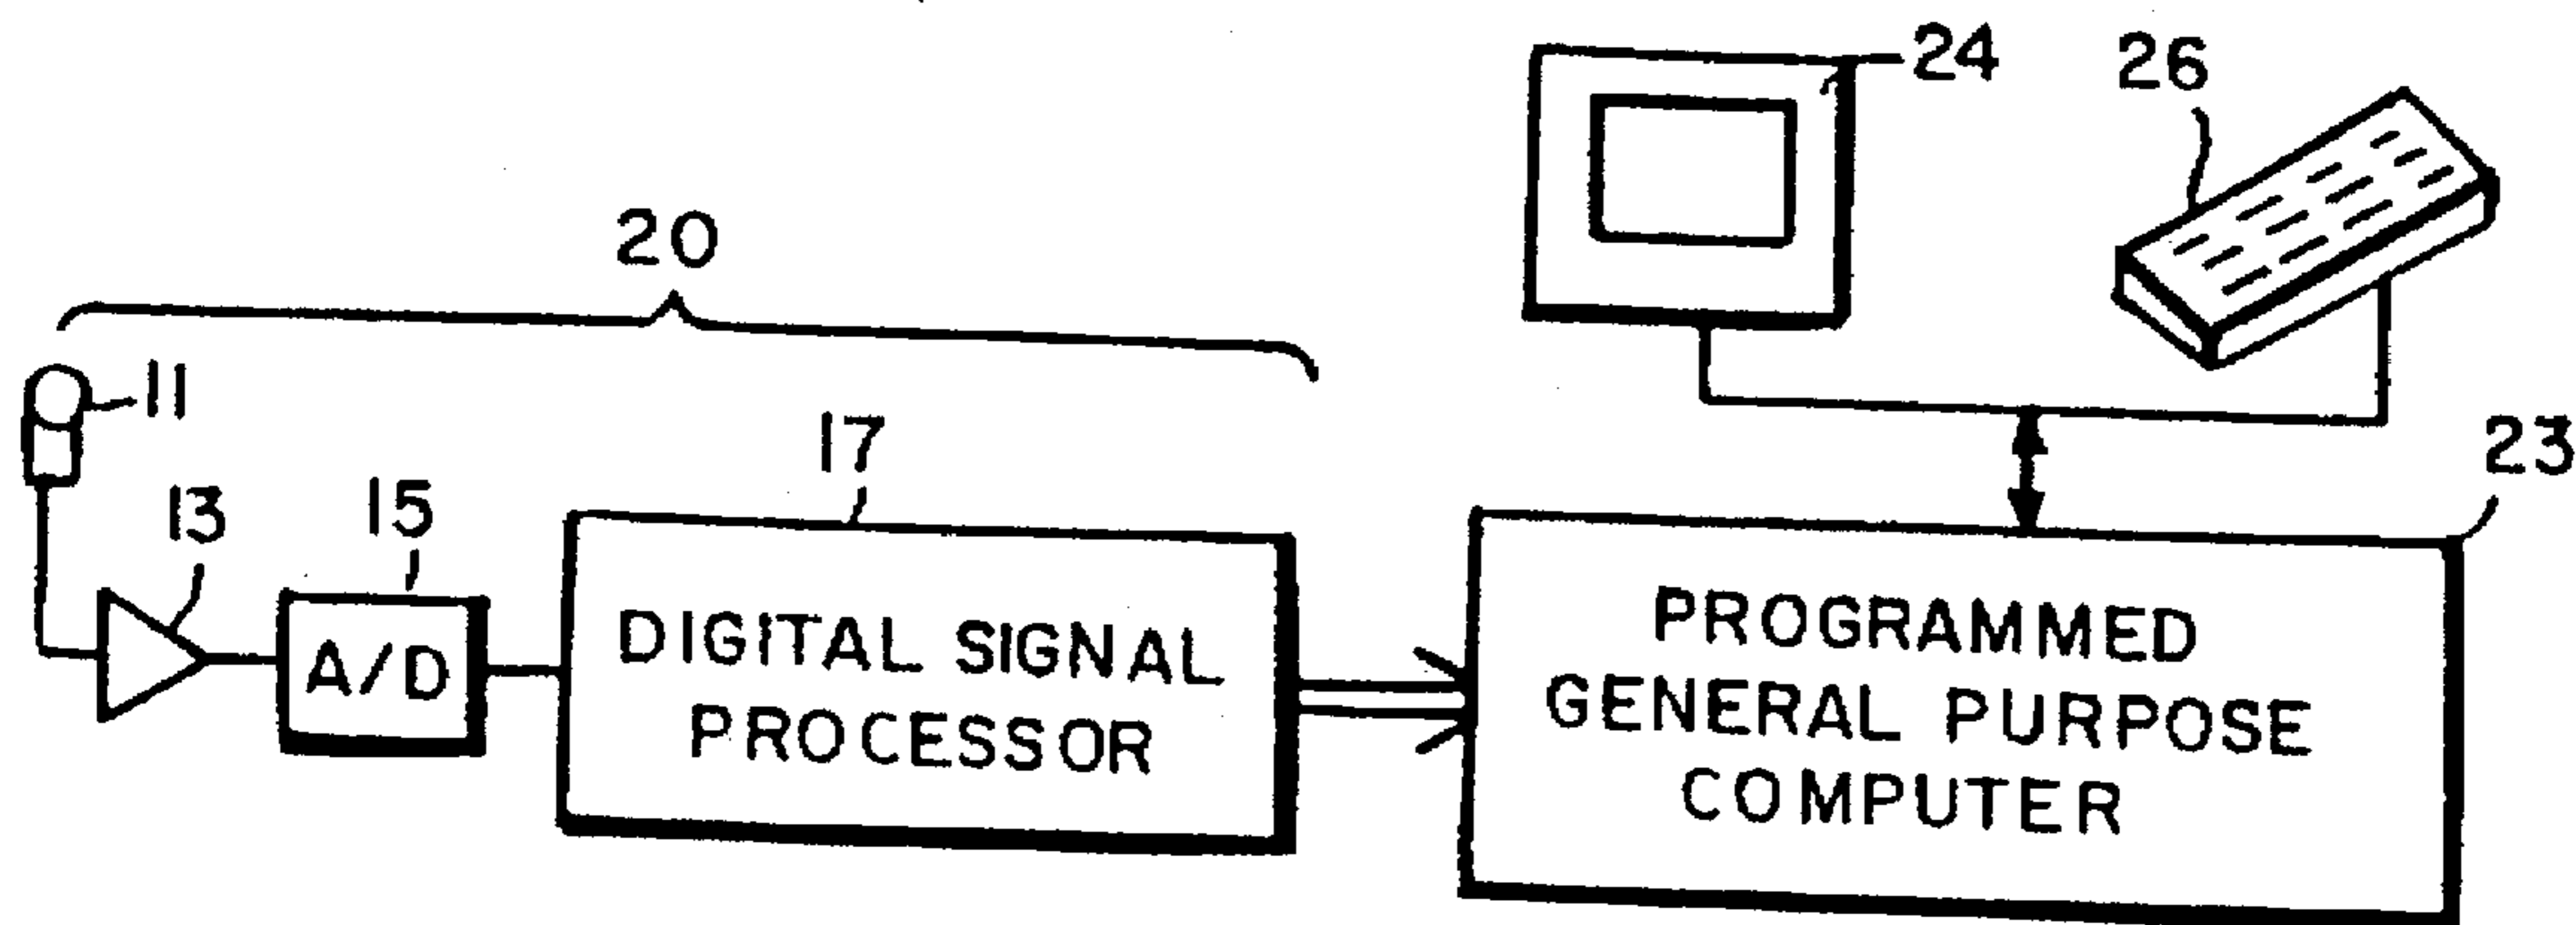 24
26
20
11
17
23
13
15
A/D
DIGITAL SIGNAL
PROCESSOR
PROGRAMMED
GENERAL PURPOSE
COMPUTER